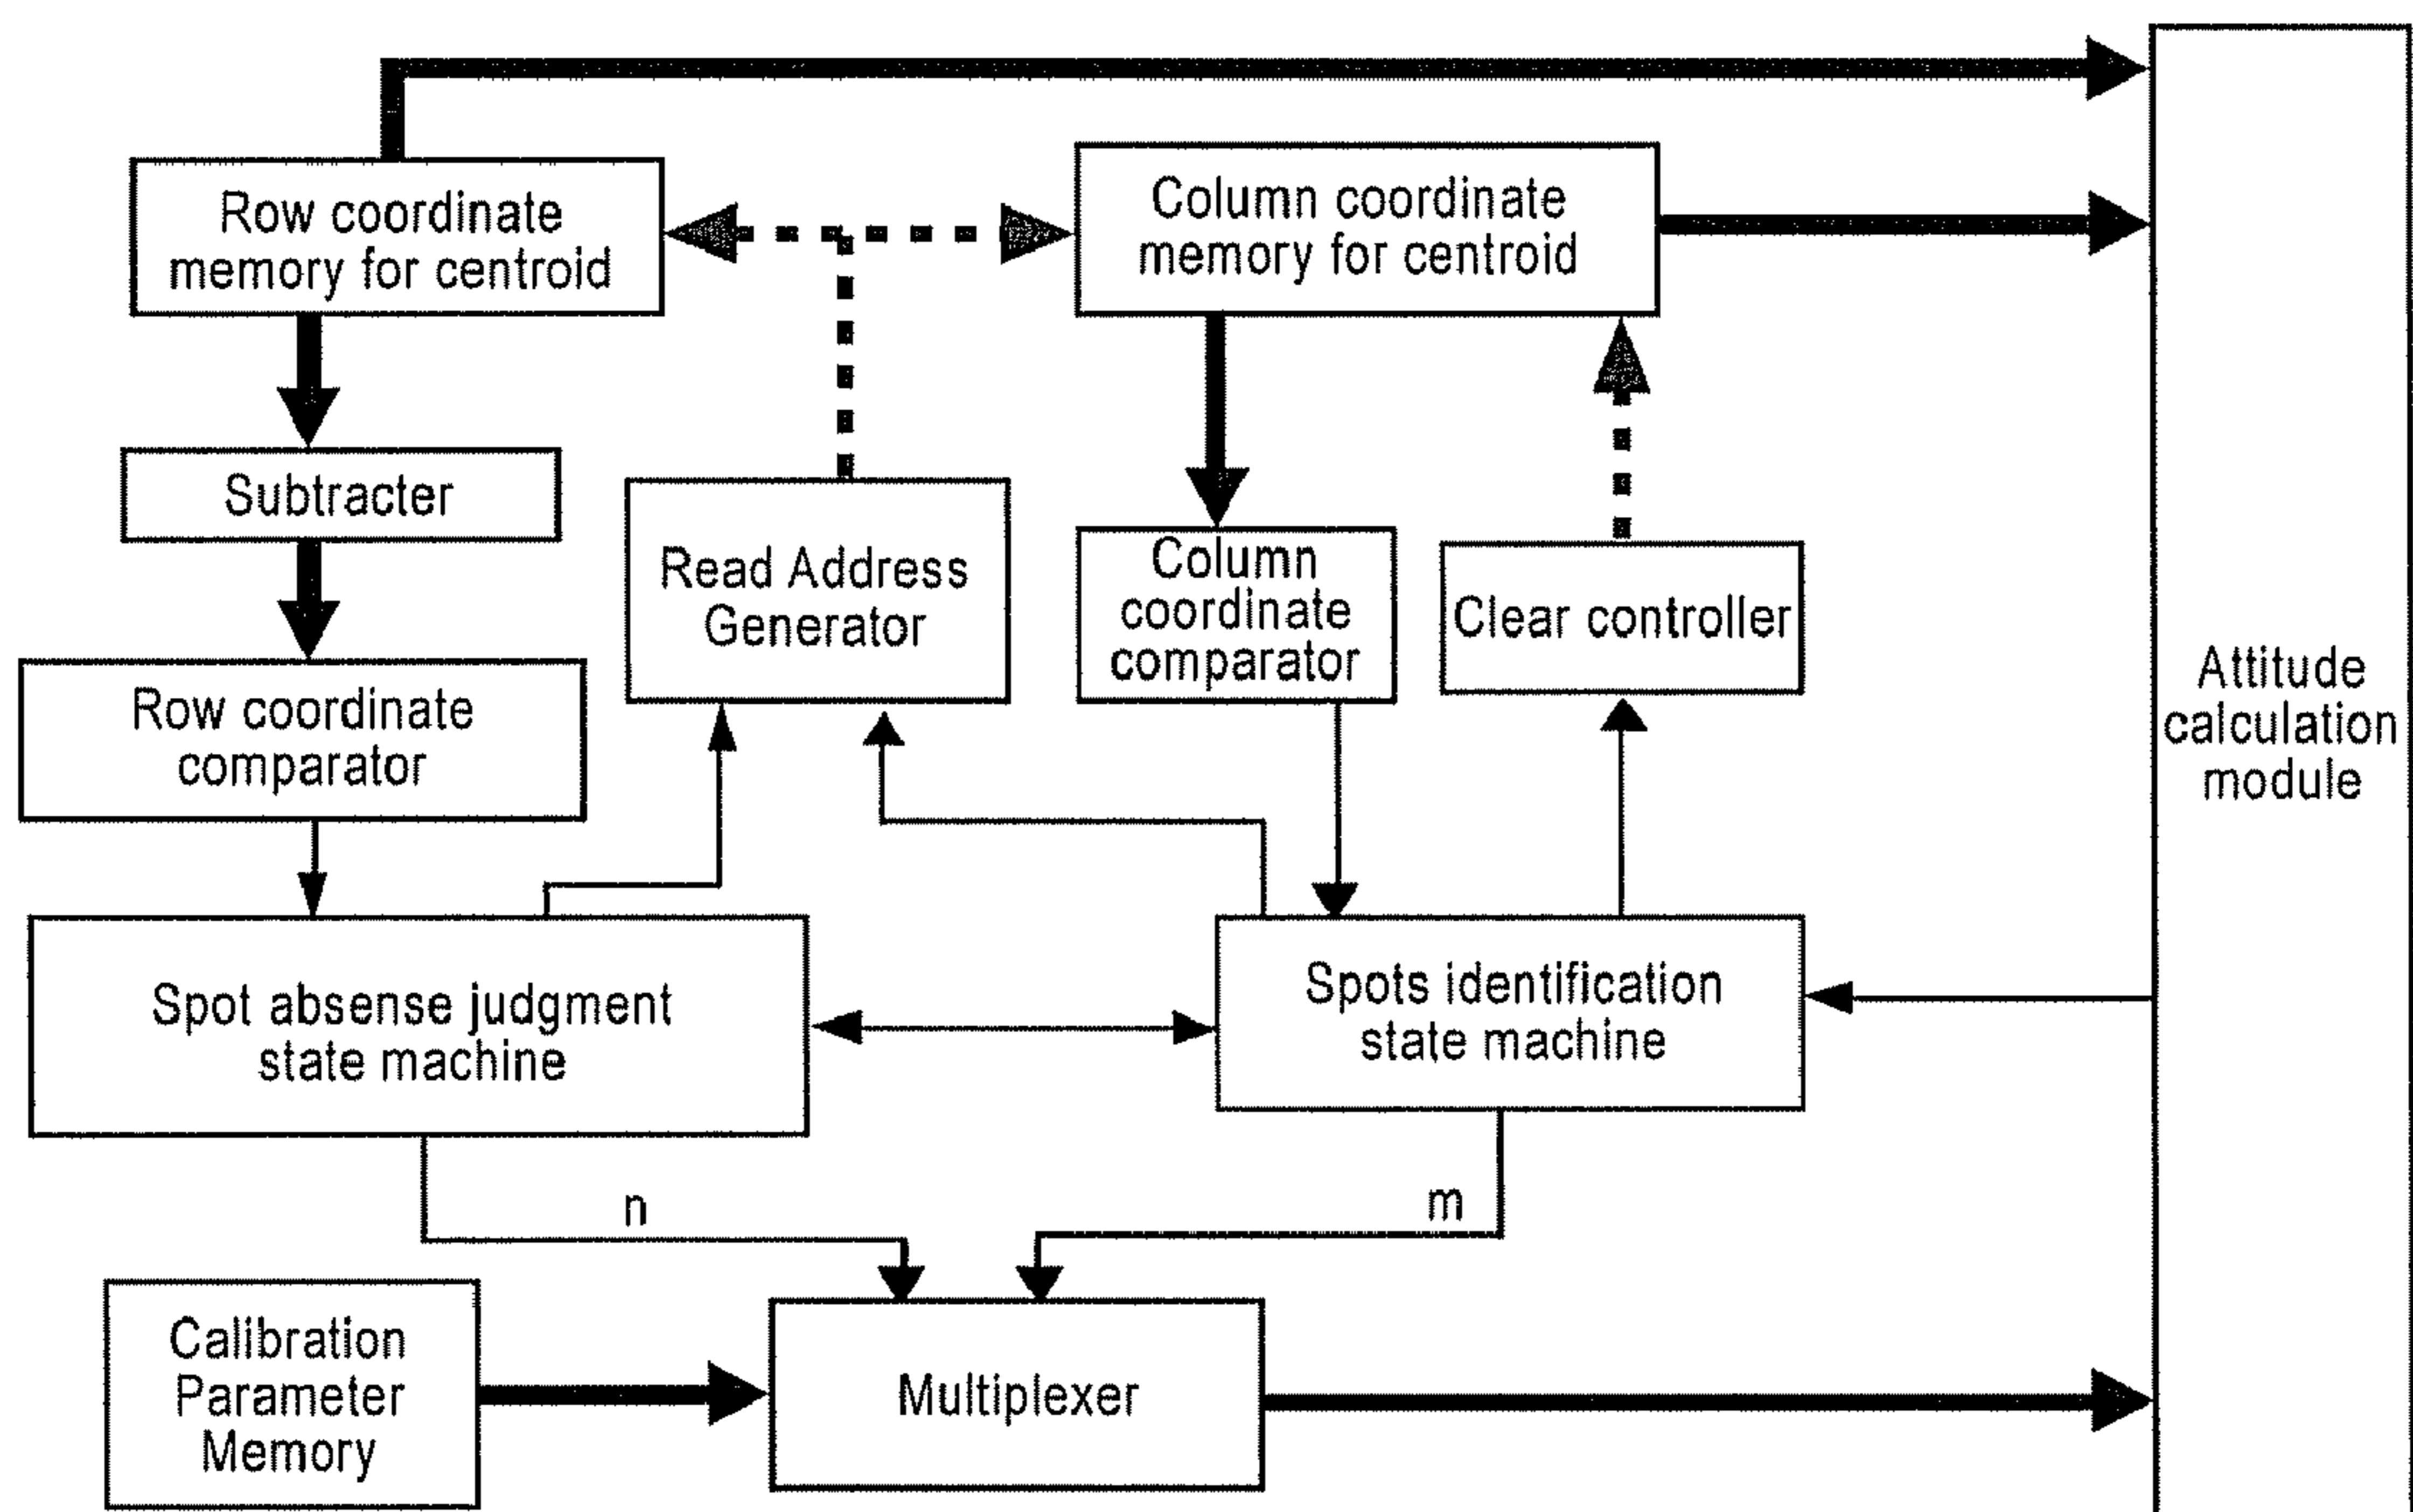 Row coordinate
memory for centroid
Column coordinate
memory for centroid
Subtracter
Read Address
Generator
Column
coordinate
comparator
Clear controller
Row coordinate
comparator
Attitude
calculation
module
Spot absense judgment
state machine
Spots identification
state machine
n
m
Calibration
Parameter
Memory
Multiplexer